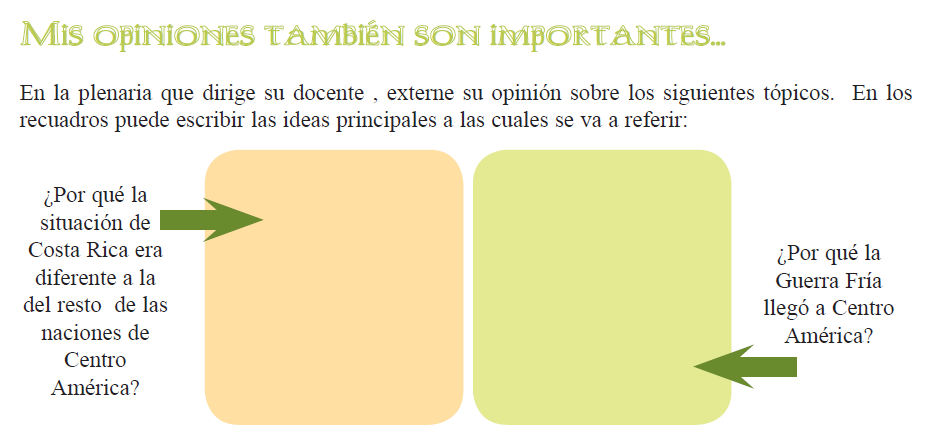 Mis opiniones también son importantes...
En la plenaria que dirige su docente , externe su opinión sobre los siguientes tópicos. En los
recuadros puede escribir las ideas principales a las cuales se va a referir:
¿Por qué la
situación de
Costa Rica era
diferente a la
del resto de las
naciones de
Centro
América?
¿Por qué la
Guerra Fría
llegó a Centro
América?